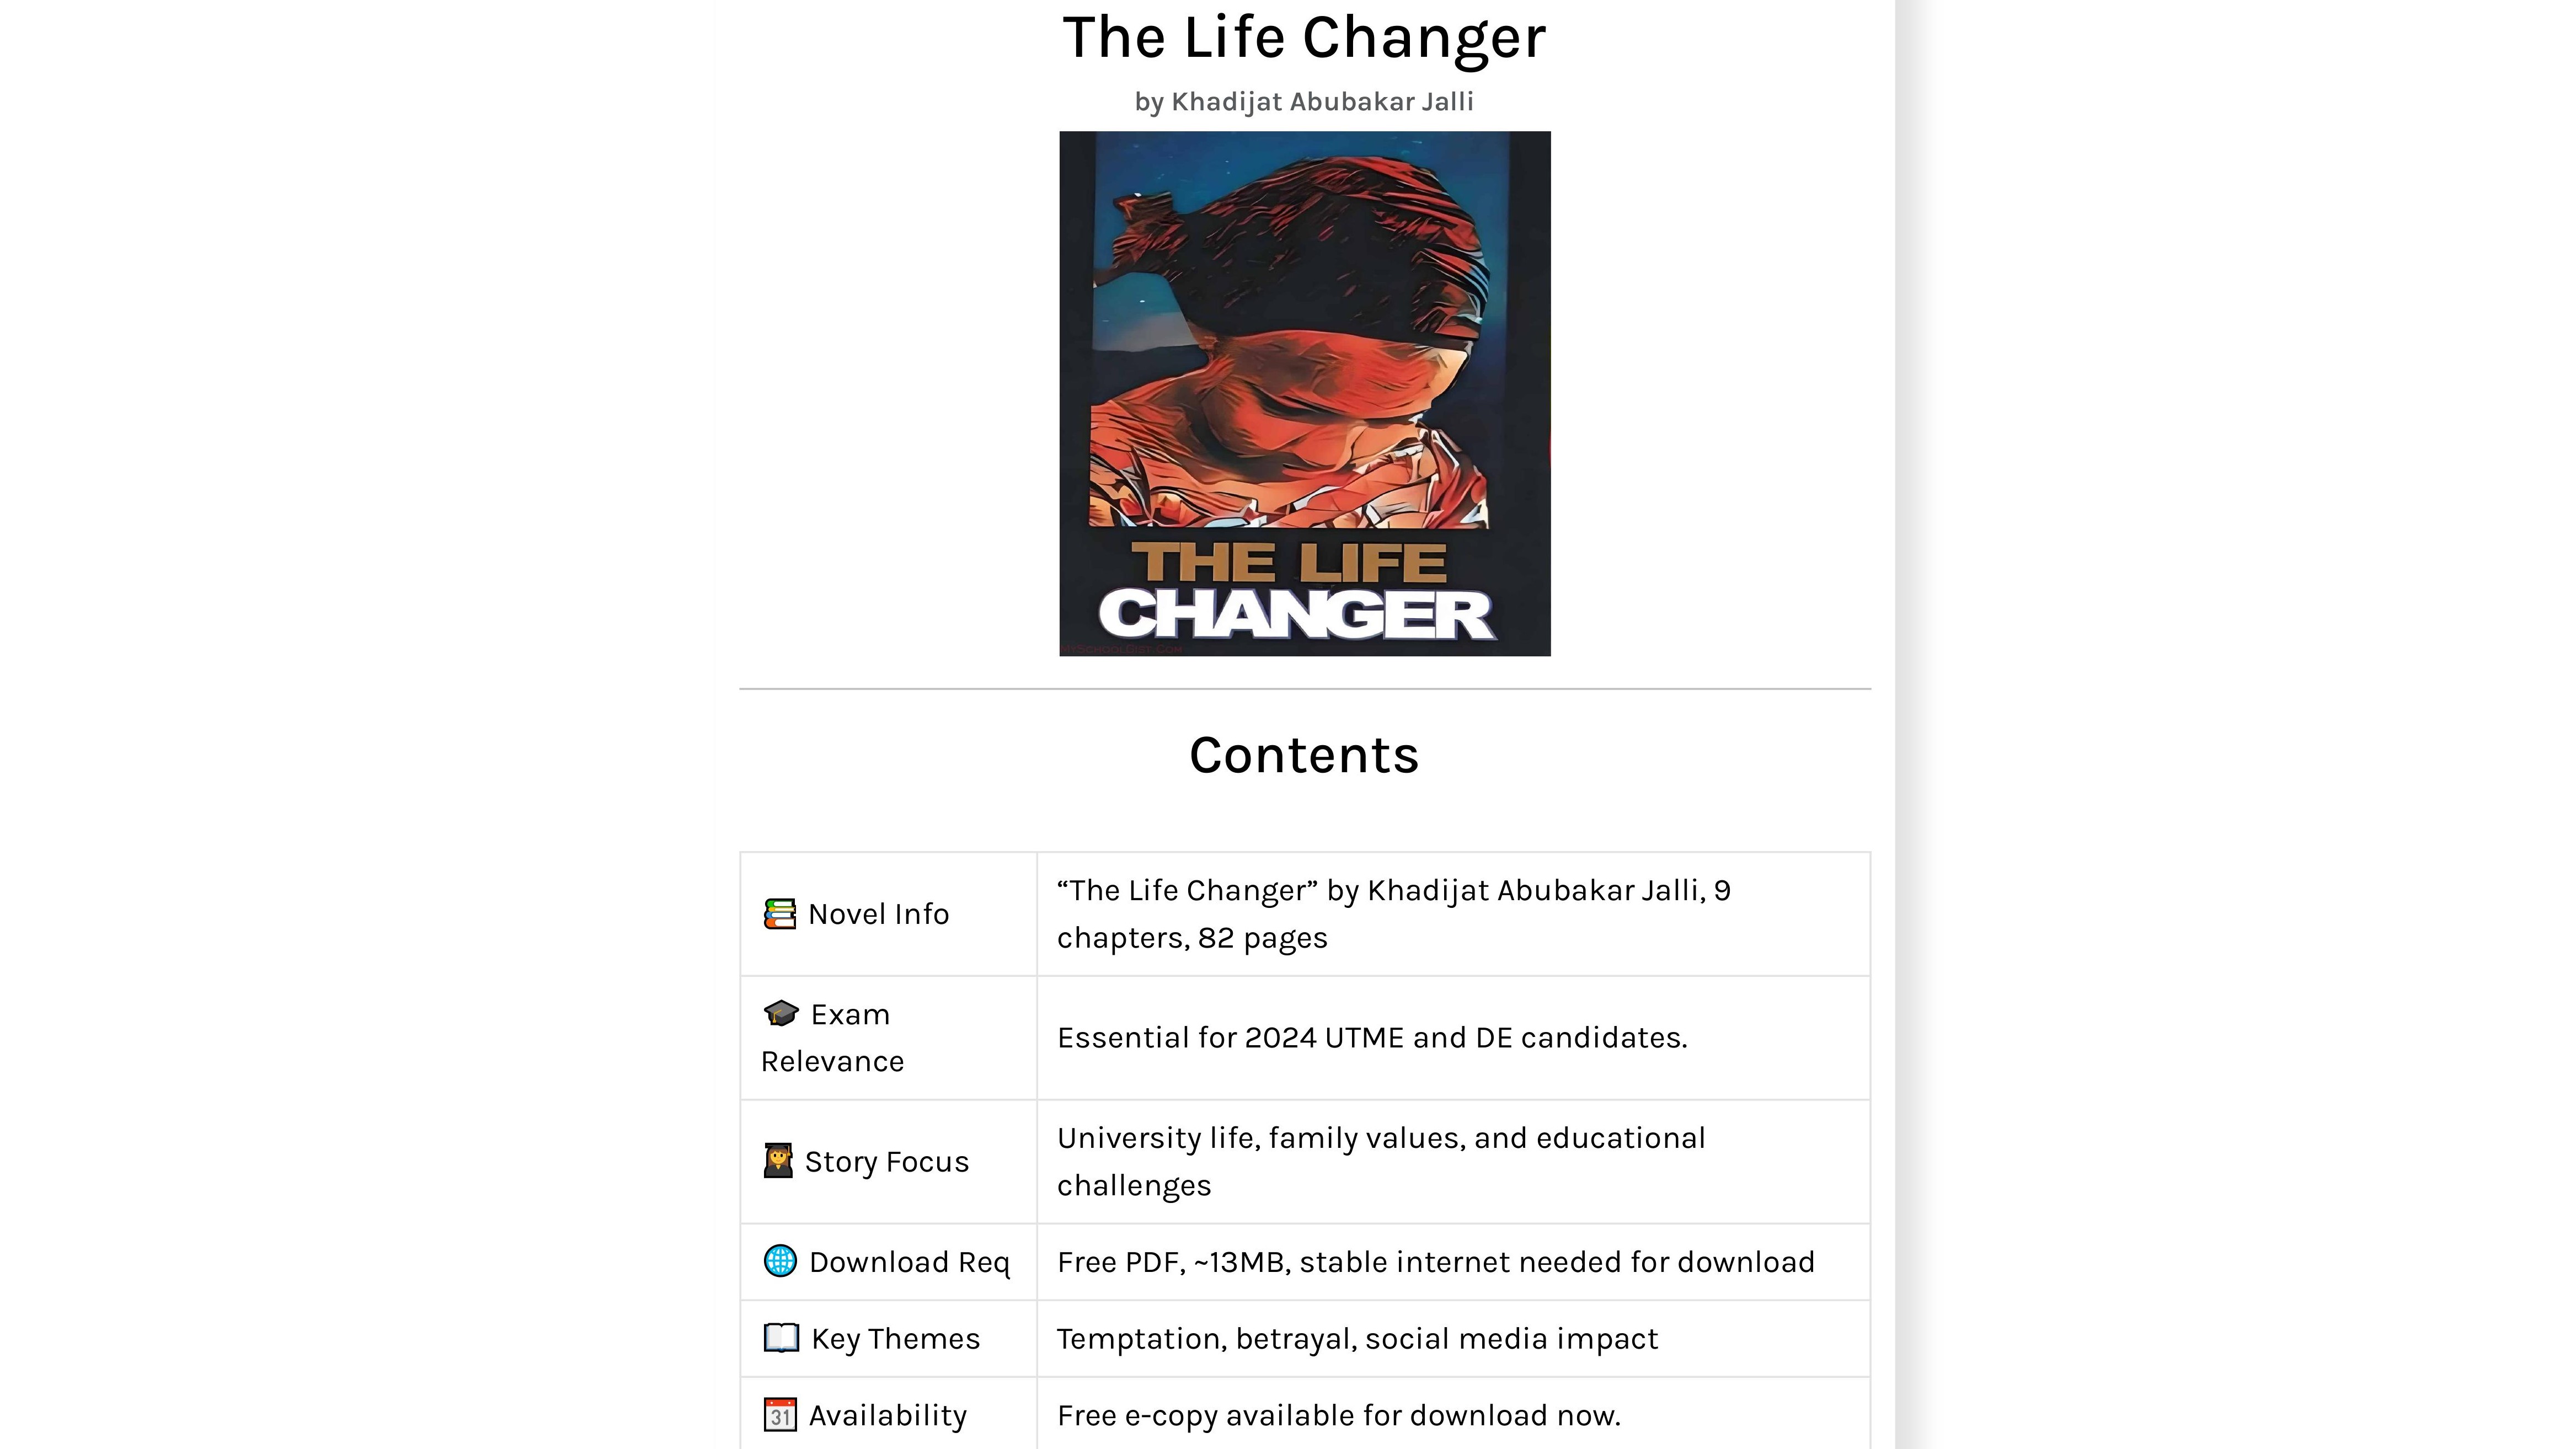 The Life Changer
by Khadijat Abubakar Jalli
THE LIFE
CHANGER
MySchoolGist.Com
Contents
📚 Novel Info
“The Life Changer” by Khadijat Abubakar Jalli, 9
chapters, 82 pages
🎓 Exam
Relevance
Essential for 2024 UTME and DE candidates.
👩‍🎓 Story Focus
University life, family values, and educational
challenges
🌐 Download Req
Free PDF, ~13MB, stable internet needed for download
📖 Key Themes
Temptation, betrayal, social media impact
📅 Availability
Free e-copy available for download now.